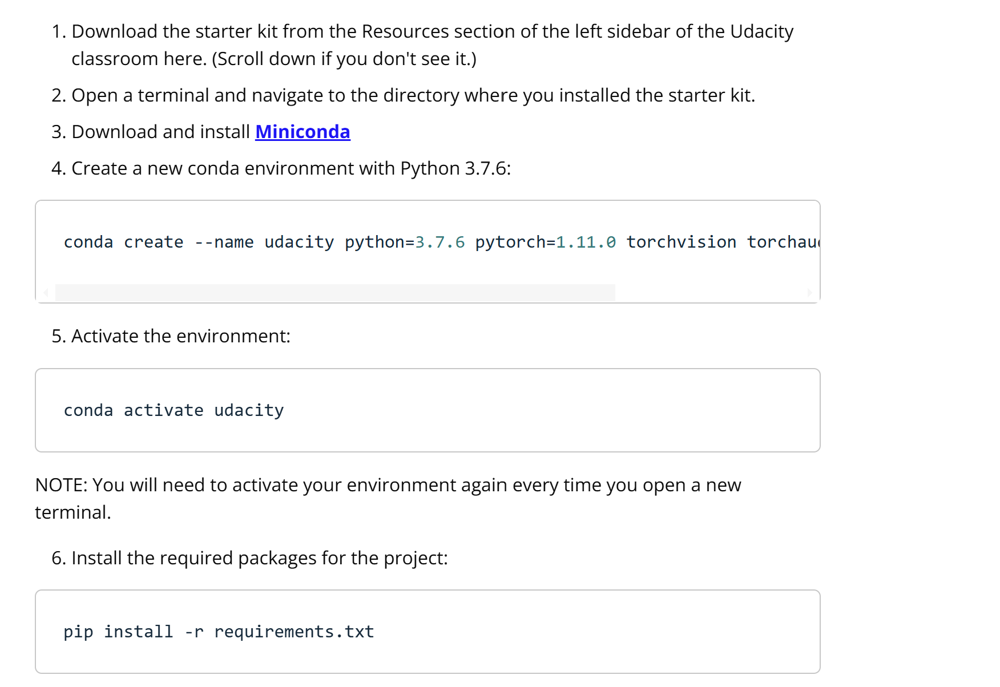 1. Download the starter kit from the Resources section of the left sidebar of the Udacity
classroom here. (Scroll down if you don't see it.)
2. Open a terminal and navigate to the directory where you installed the starter kit.
3. Download and install Miniconda
4. Create a new conda environment with Python 3.7.6:
conda create --name udacity python=3.7.6 pytorch=1.11.0 torchvision
5. Activate the environment:
conda activate udacity
NOTE: You will need to activate your environment again every time you open a new
terminal.
6. Install the required packages for the project:
pip install -r requirements.txt